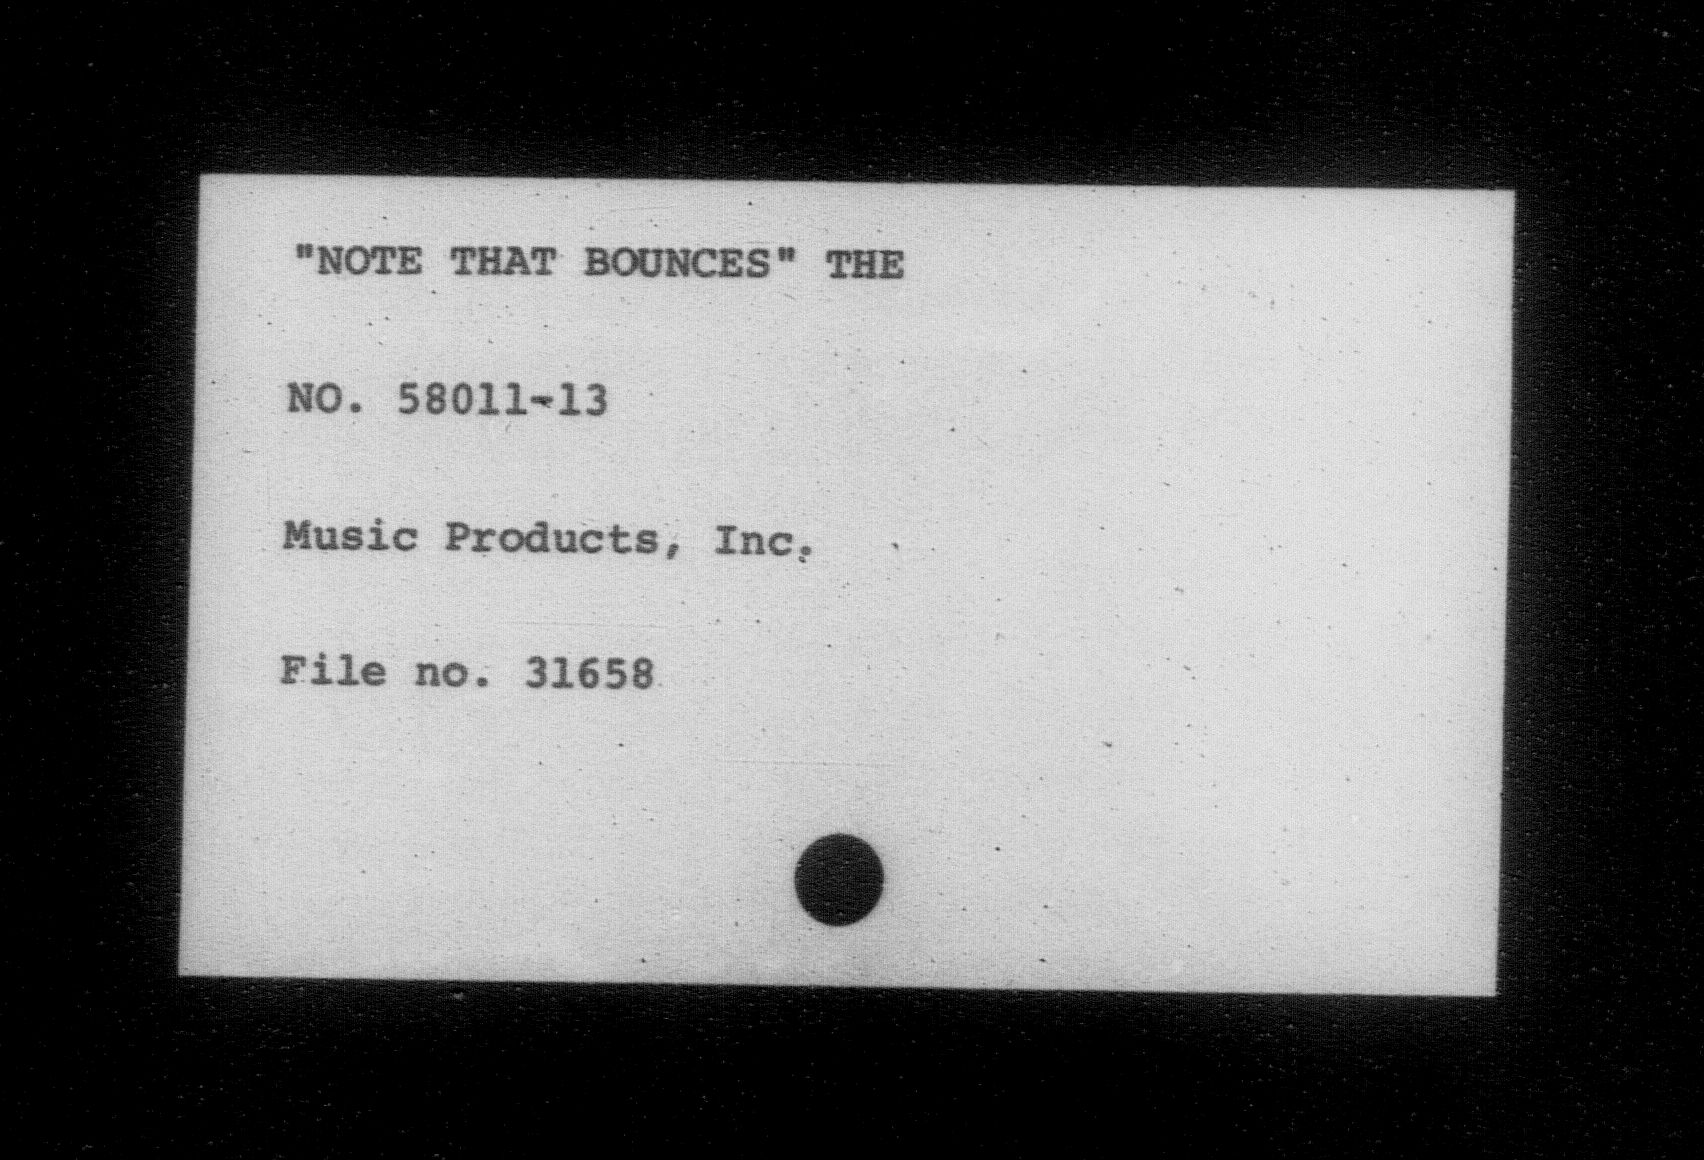 "NOTE THAT BOUNCES" THE
NO. 58011-13
Music Products, Inc.
File no. 31658